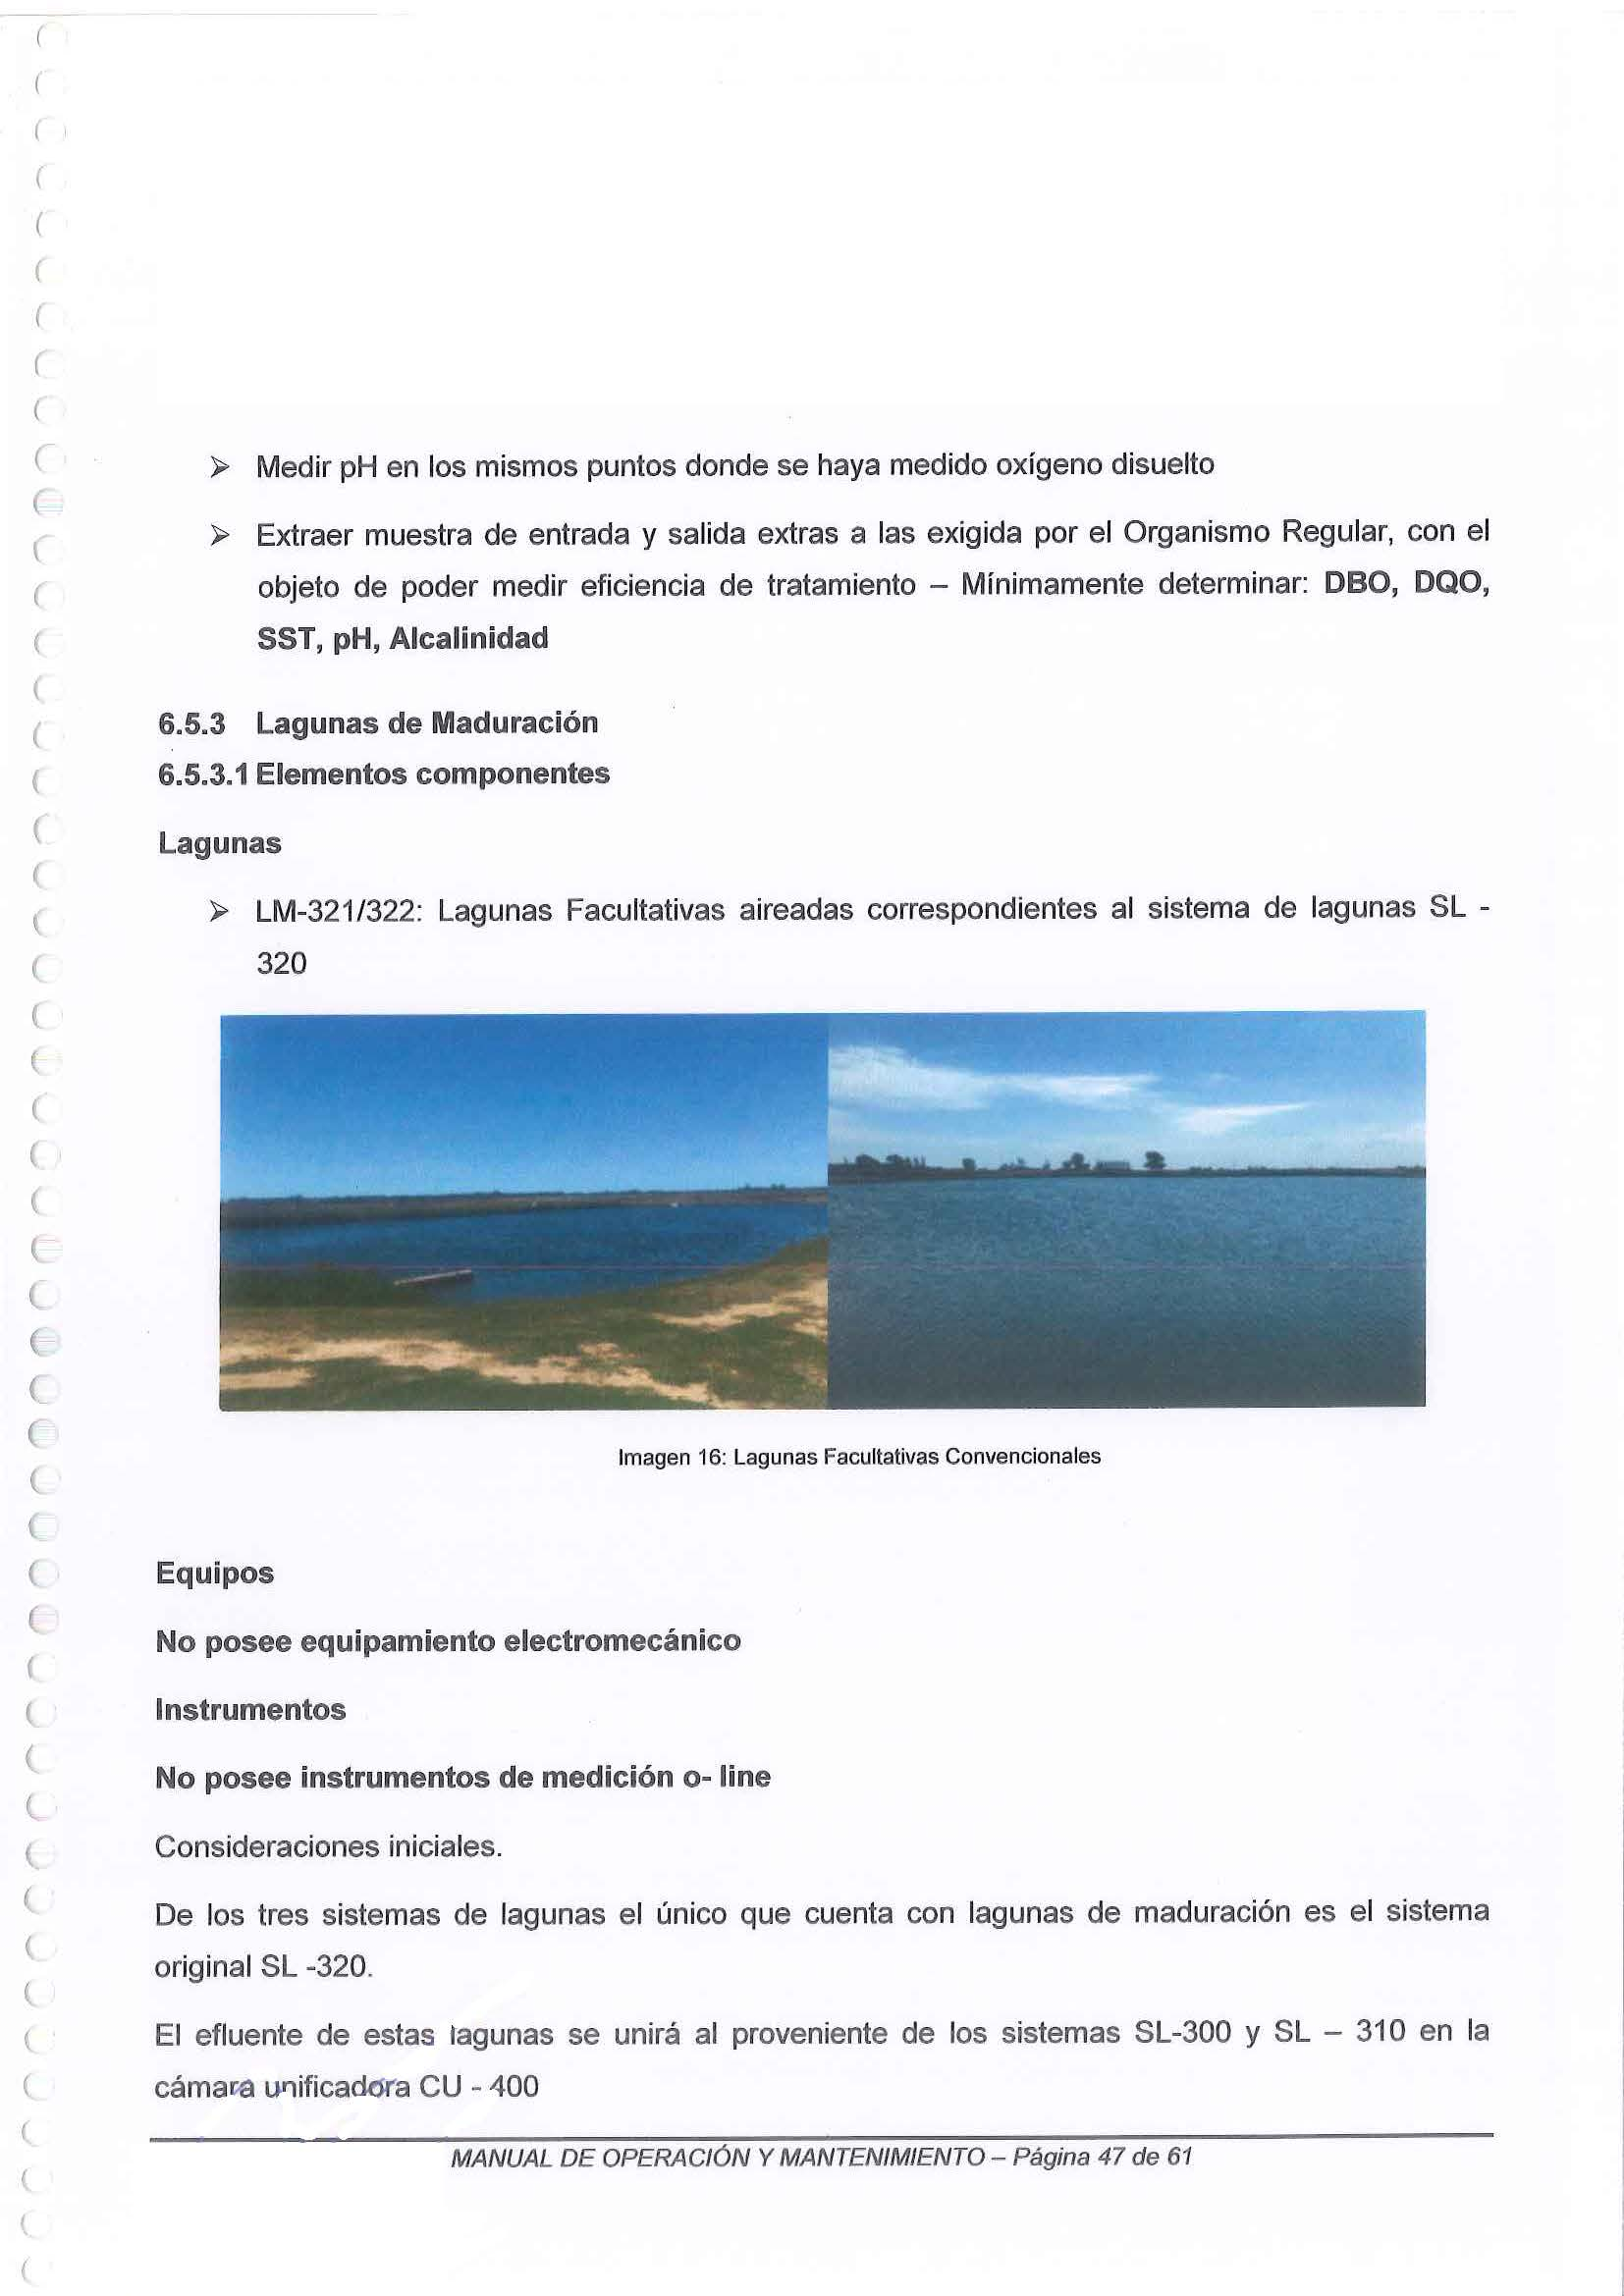 ➢ Medir pH en los mismos puntos donde se haya medido oxígeno disuelto
➢ Extraer muestra de entrada y salida extras a las exigida por el Organismo Regular, con el
objeto de poder medir eficiencia de tratamiento – Mínimamente determinar: DBO, DQO,
SST, pH, Alcalinidad
6.5.3 Lagunas de Maduración
6.5.3.1 Elementos componentes
Lagunas
➢ LM-321/322: Lagunas Facultativas aireadas correspondientes al sistema de lagunas SL -
320
Imagen 16: Lagunas Facultativas Convencionales
Equipos
No posee equipamiento electromecánico
Instrumentos
No posee instrumentos de medición o- line
Consideraciones iniciales.
De los tres sistemas de lagunas el único que cuenta con lagunas de maduración es el sistema
original SL -320.
El efluente de estas lagunas se unirá al proveniente de los sistemas SL-300 y SL – 310 en la
cámara unificadora CU - 400
MANUAL DE OPERACIÓN Y MANTENIMIENTO – Página 47 de 61